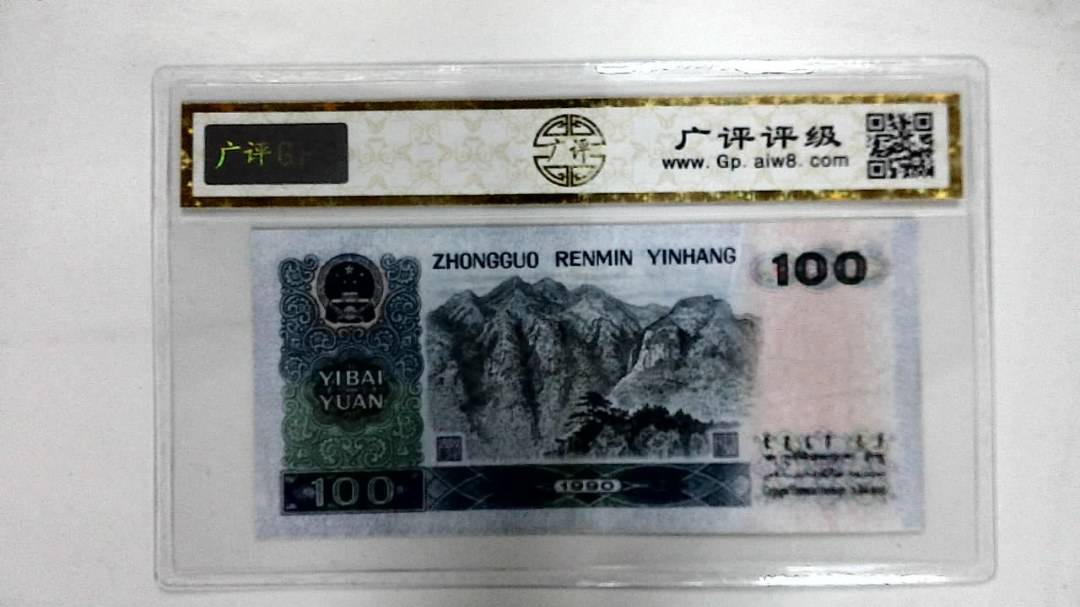 广评
广评
广评评级
www. Gp. aiw8. com
ZHONGGUO RENMIN YINHANG
100
YIBAI
YUAN
100
1990